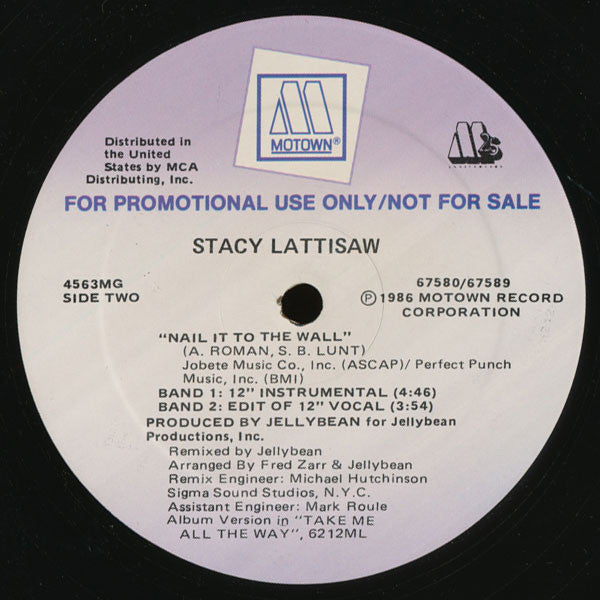 MOTOWN®
Distributed in
the United
States by MCA
Distributing, Inc.
M25
FOR PROMOTIONAL USE ONLY/NOT FOR SALE
STACY LATTISAW
4563MG
SIDE TWO
67580/67589
℗ 1986 MOTOWN RECORD
CORPORATION
"NAIL IT TO THE WALL"
(A. ROMAN, S. B. LUNT)
Jobete Music Co., Inc. (ASCAP)/ Perfect Punch
Music, Inc. (BMI)
BAND 1: 12" INSTRUMENTAL (4:46)
BAND 2: EDIT OF 12" VOCAL (3:54)
PRODUCED BY JELLYBEAN for Jellybean
Productions, Inc.
Remixed by Jellybean
Arranged By Fred Zarr & Jellybean
Remix Engineer: Michael Hutchinson
Sigma Sound Studios, N.Y.C.
Assistant Engineer: Mark Roule
Album Version in "TAKE ME
ALL THE WAY", 6212ML